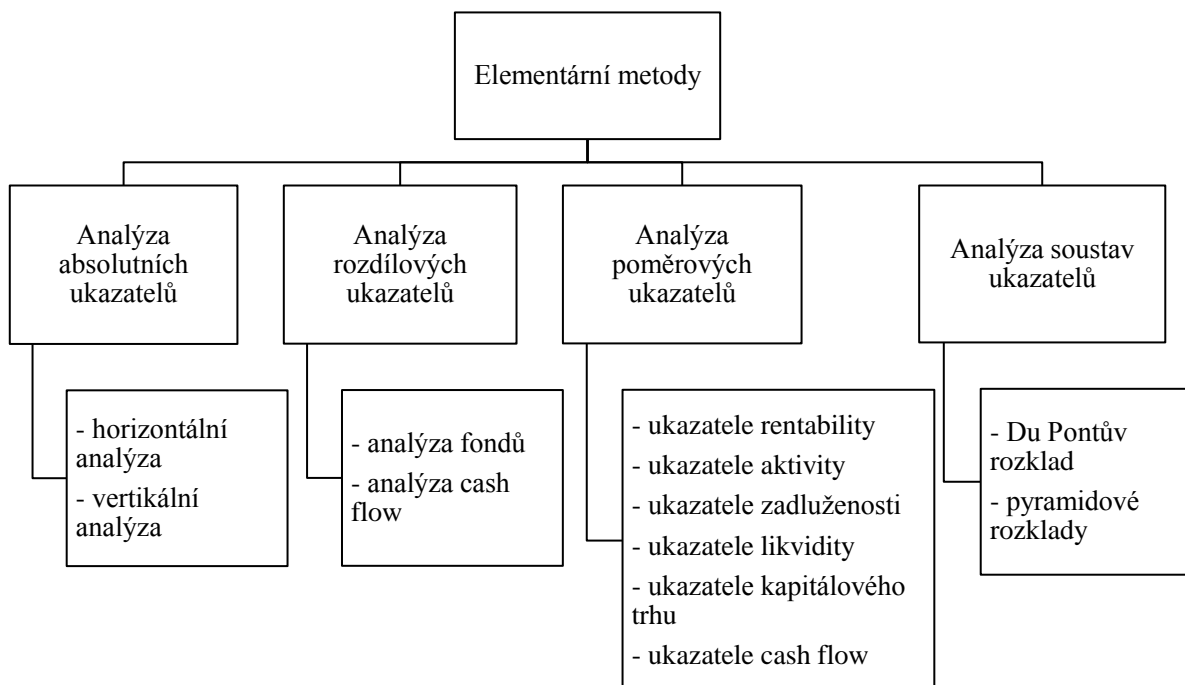 Elementární metody
Analýza
absolutních
ukazatelů
Analýza
rozdílových
ukazatelů
Analýza
poměrových
ukazatelů
Analýza soustav
ukazatelů
- horizontální
analýza
- vertikální
analýza
- analýza fondů
- analýza cash
flow
- ukazatele rentability
- ukazatele aktivity
- ukazatele zadluženosti
- ukazatele likvidity
- ukazatele kapitálového
trhu
- ukazatele cash flow
- Du Pontův
rozklad
- pyramidové
rozklady